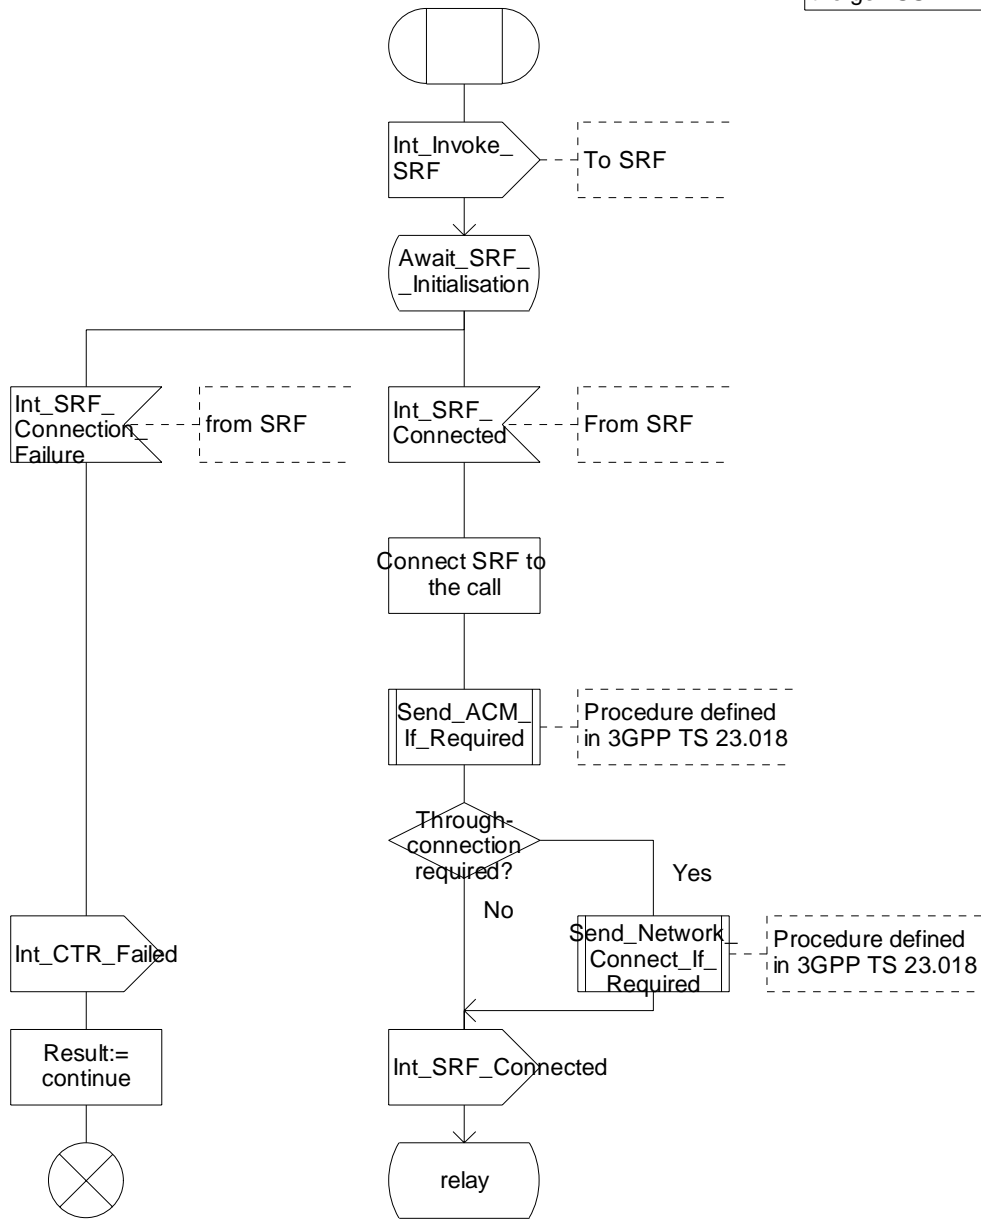 Int_Invoke_
SRF
To SRF
Await_SRF_
_Initialisation
Int_SRF_
Connection_
Failure
from SRF
Int_SRF_
Connected
From SRF
Connect SRF to
the call
Send_ACM_
If_Required
Procedure defined
in 3GPP TS 23.018
Through-
connection
required?
Yes
No
Int_CTR_Failed
Send_Network_
Connect_If_
Required
Procedure defined
in 3GPP TS 23.018
Result:=
continue
Int_SRF_Connected
relay